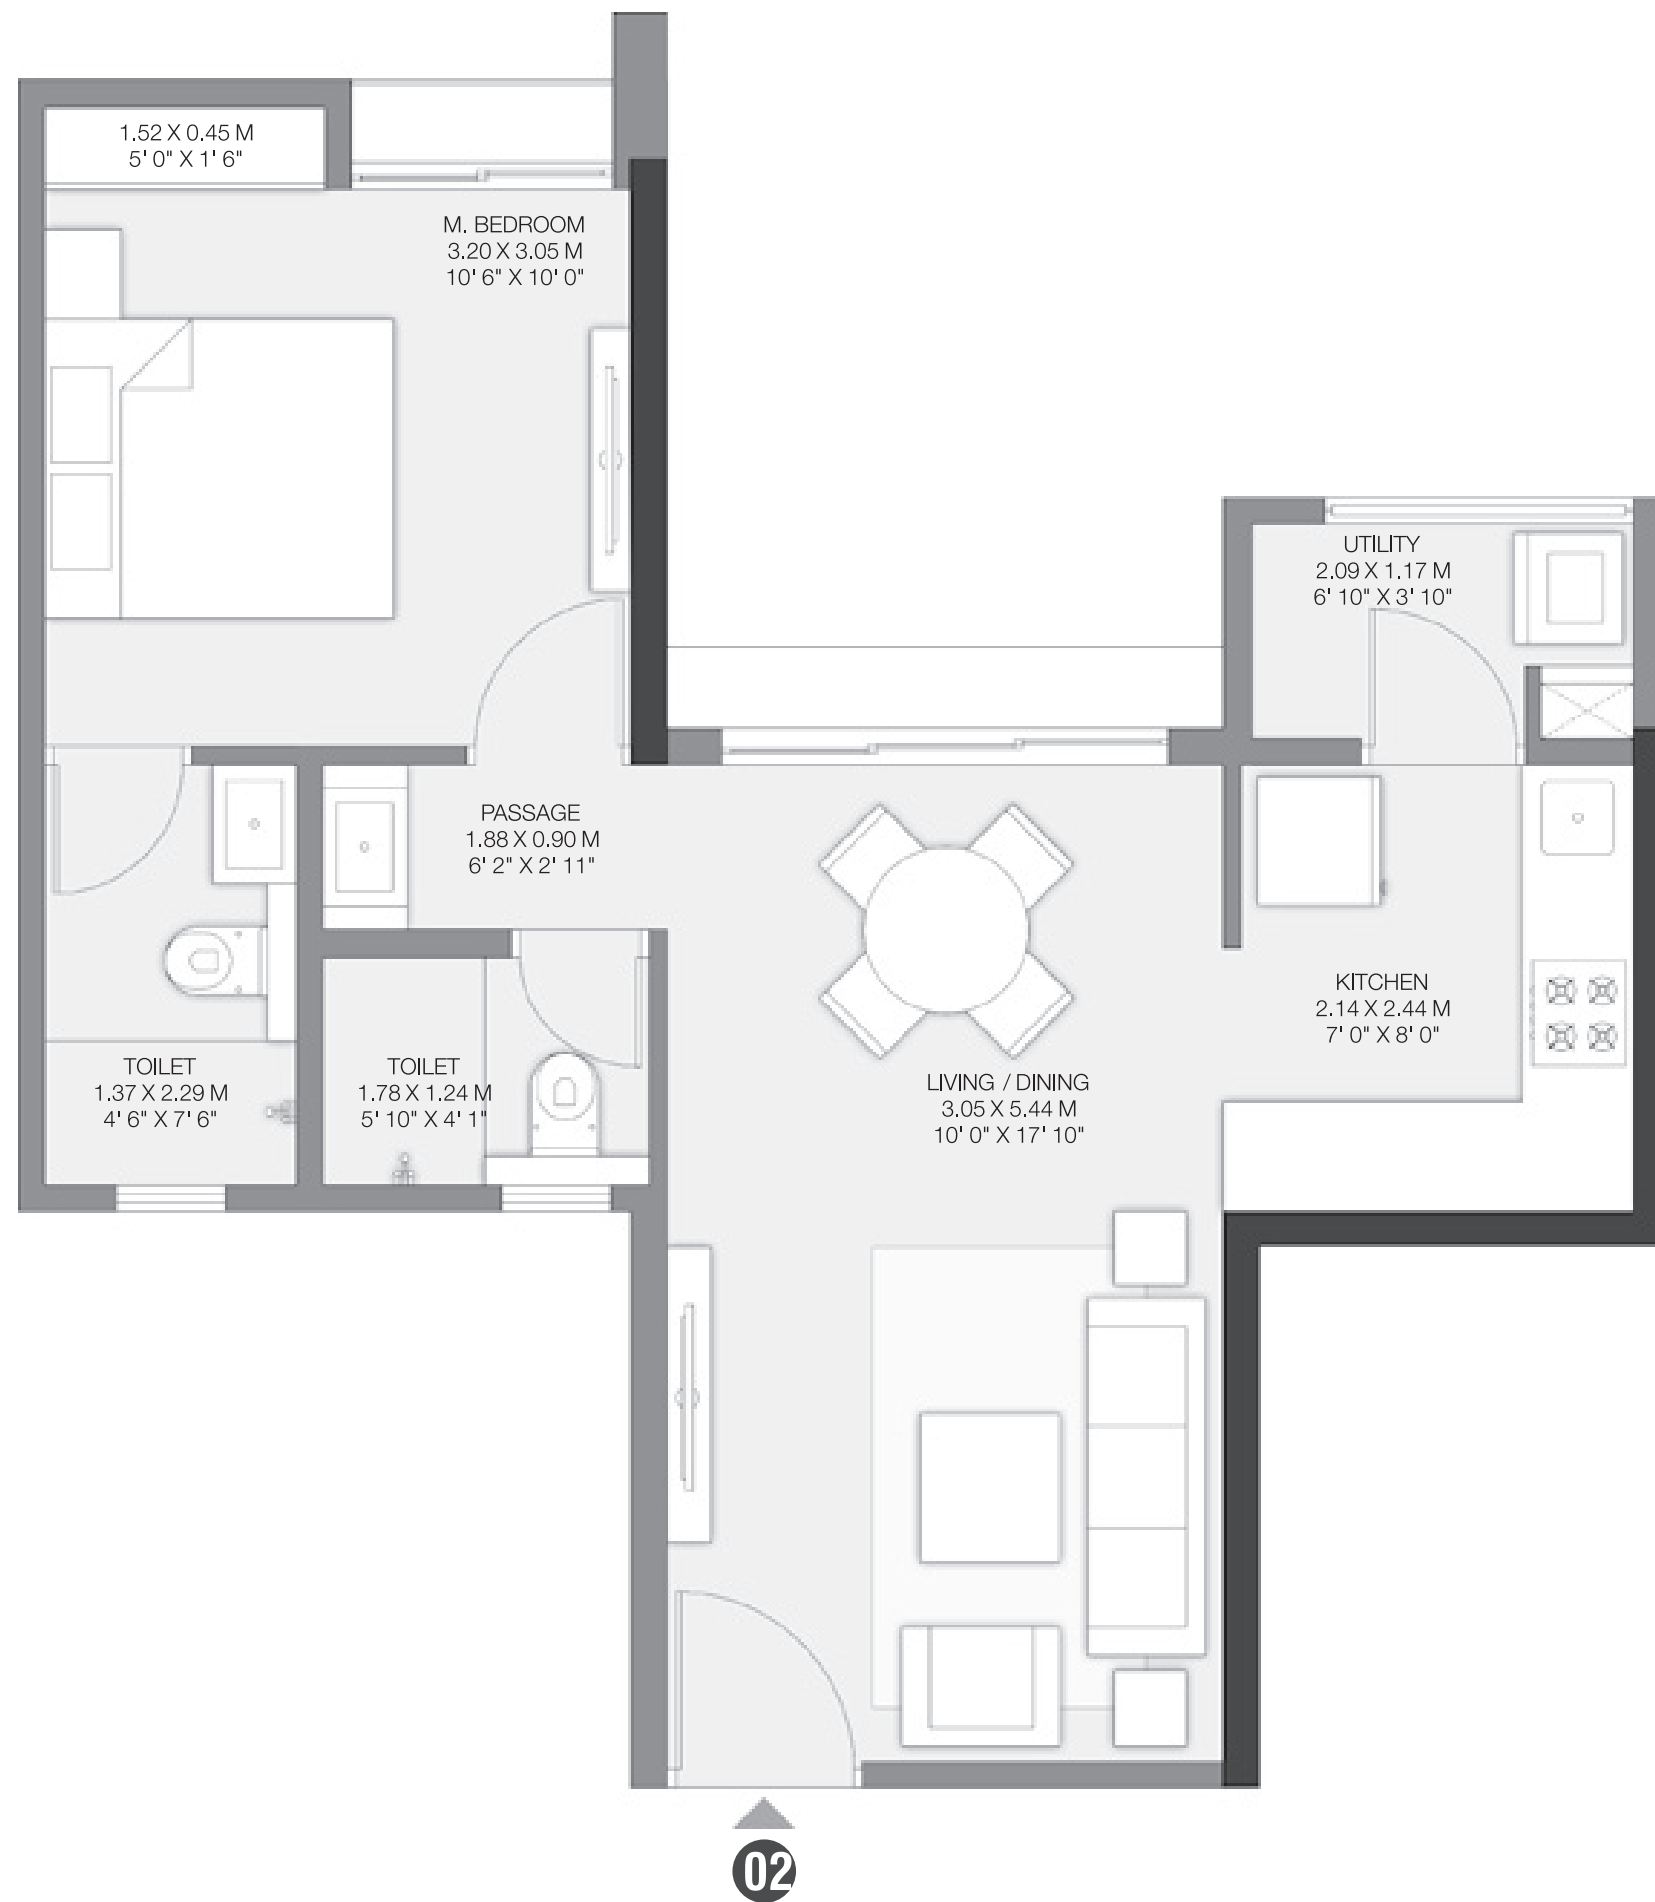 1.52 X 0.45 M
5' 0" X 1' 6"
M. BEDROOM
3.20 X 3.05 M
10' 6" X 10' 0"
UTILITY
2.09 X 1.17 M
6' 10" X 3' 10"
PASSAGE
1.88 X 0.90 M
6' 2" X 2' 11"
KITCHEN
2.14 X 2.44 M
7' 0" X 8' 0"
TOILET
1.37 X 2.29 M
4' 6" X 7' 6"
TOILET
1.78 X 1.24 M
5' 10" X 4' 1"
LIVING / DINING
3.05 X 5.44 M
10' 0" X 17' 10"
02